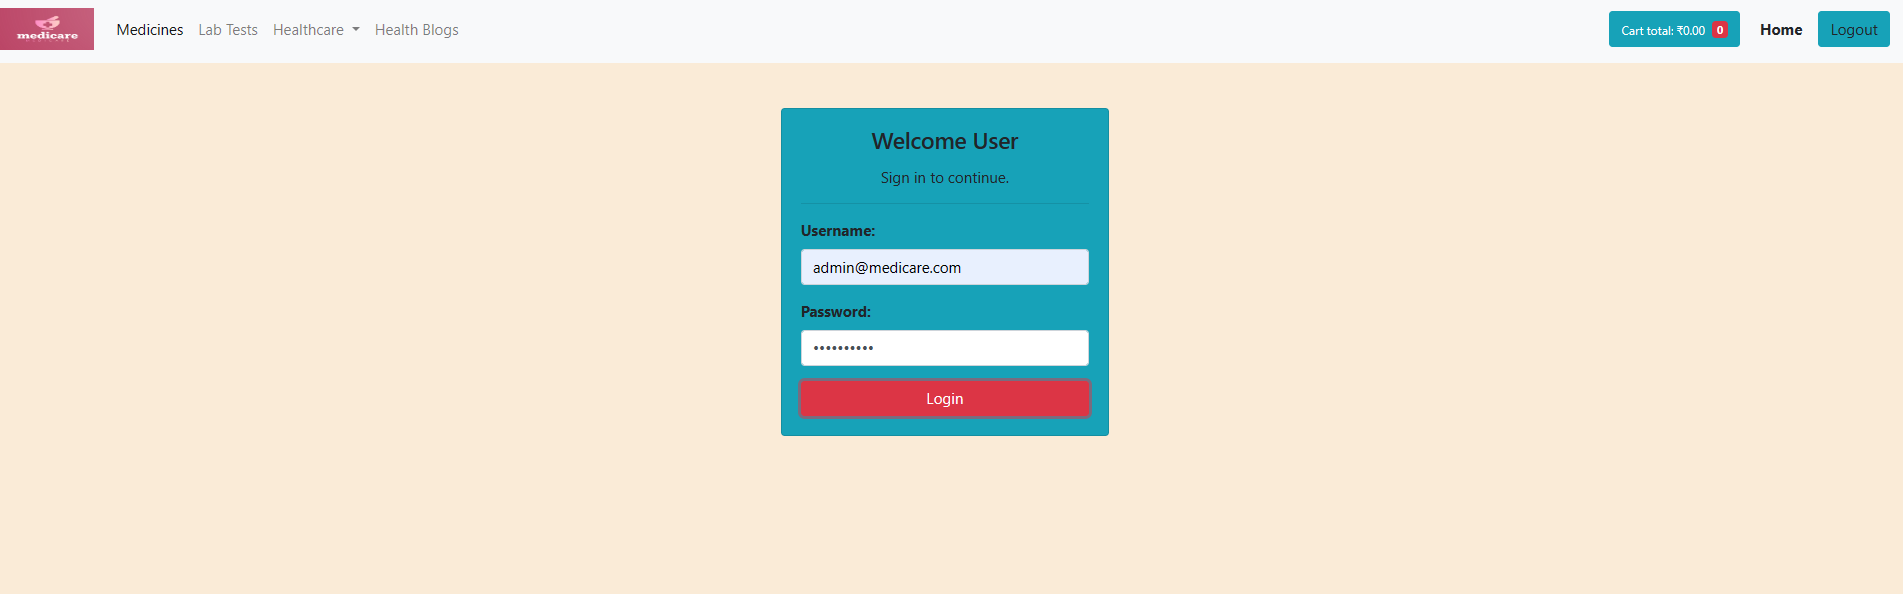 medicare
Medicines Lab Tests Healthcare Health Blogs Cart total: ₹0.00 0 Home Logout
Welcome User
Sign in to continue.
Username:
admin@medicare.com
Password:
••••••••••
Login